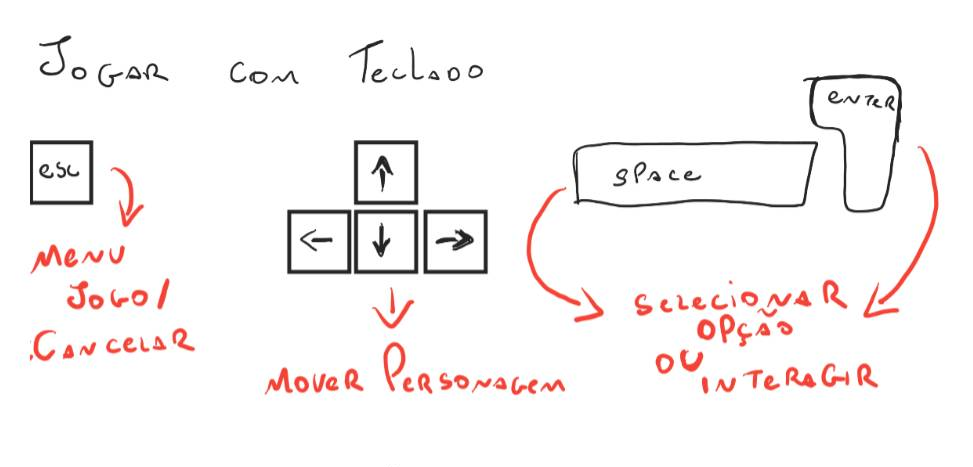 JOGAR COM TECLADO
esc
ENTER
SPACE
MENU
JOGO/
CANCELAR
MOVER PERSONAGEM
SELECIONAR
OPÇÃO
OU
INTERAGIR